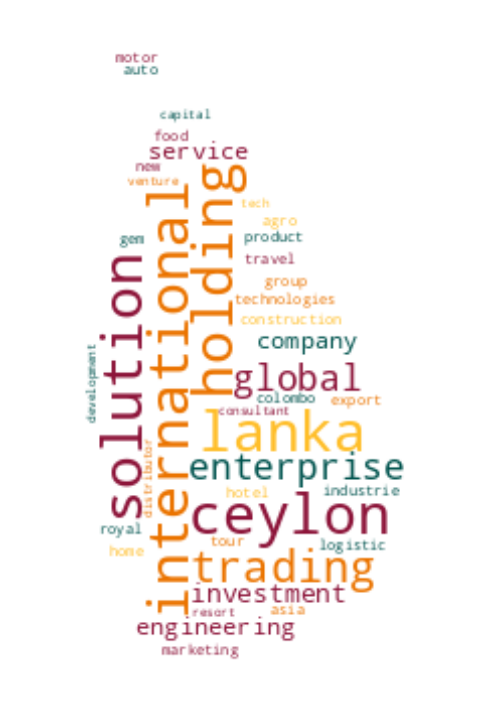 motor
auto
capital
food
service
new
venture
international
holding
tech
agro
gem
product
solution
travel
group
technologies
construction
company
development
global
colombo
export
consultant
lanka
distributor
enterprise
hotel
industrie
ceylon
royal
tour
logistic
home
trading
investment
resort
asia
engineering
marketing